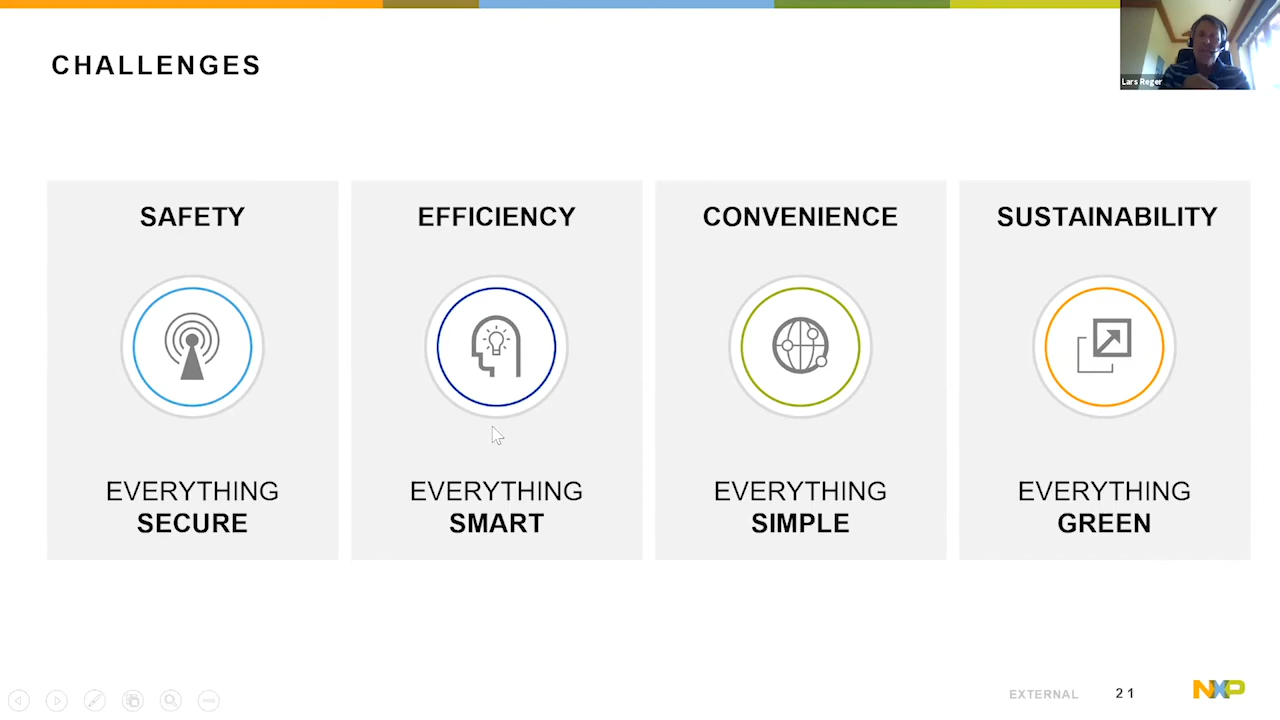 CHALLENGES
Lars Reger
SAFETY
EVERYTHING
SECURE
EFFICIENCY
EVERYTHING
SMART
CONVENIENCE
EVERYTHING
SIMPLE
SUSTAINABILITY
EVERYTHING
GREEN
EXTERNAL
21
NXP